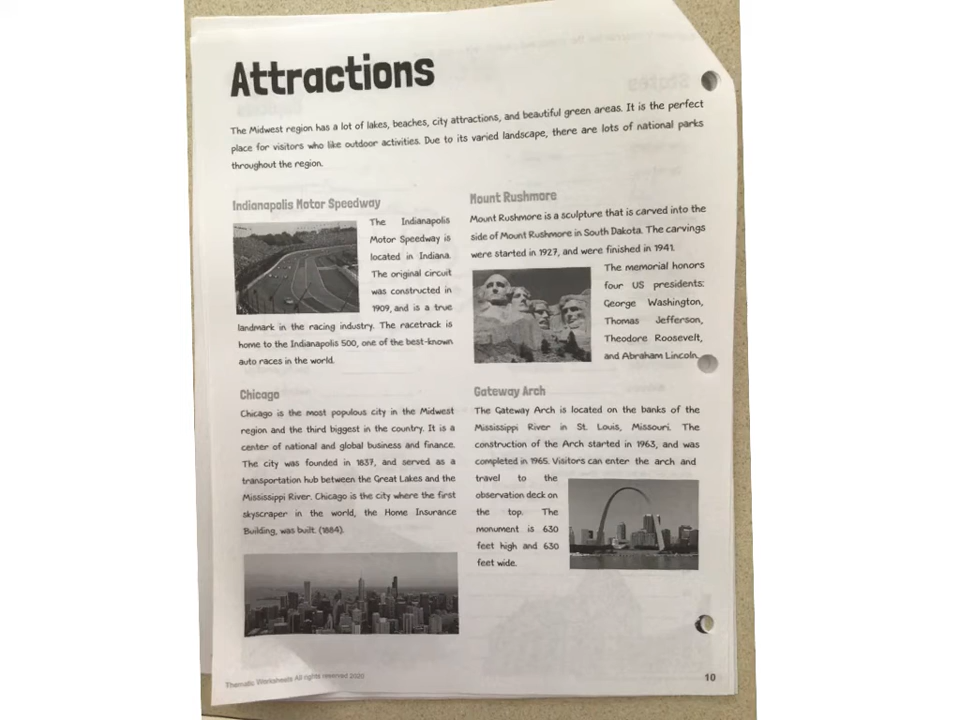 Attractions
The Midwest region has a lot of lakes, beaches, city attractions, and beautiful green areas. It is the perfect
place for visitors who like outdoor activities. Due to its varied landscape, there are lots of national parks
throughout the region.
Indianapolis Motor Speedway
The Indianapolis
Motor Speedway is
located in Indiana.
The original circuit
was constructed in
1909, and is a true
landmark in the racing industry. The racetrack is
home to the Indianapolis 500, one of the best-known
auto races in the world.
Mount Rushmore
Mount Rushmore is a sculpture that is carved into the
side of Mount Rushmore in South Dakota. The carvings
were started in 1927, and were finished in 1941.
The memorial honors
four US presidents:
George Washington,
Thomas Jefferson,
Theodore Roosevelt,
and Abraham Lincoln.
Chicago
Chicago is the most populous city in the Midwest
region and the third biggest in the country. It is a
center of national and global business and finance.
The city was founded in 1837, and served as a
transportation hub between the Great Lakes and the
Mississippi River. Chicago is the city where the first
skyscraper in the world, the Home Insurance
Building, was built. (1884).
Gateway Arch
The Gateway Arch is located on the banks of the
Mississippi River in St. Louis, Missouri. The
construction of the Arch started in 1963, and was
completed in 1965. Visitors can enter the arch and
travel to the
observation deck on
the top. The
monument is 630
feet high and 630
feet wide.
Thematic Worksheets All rights reserved 2020
10